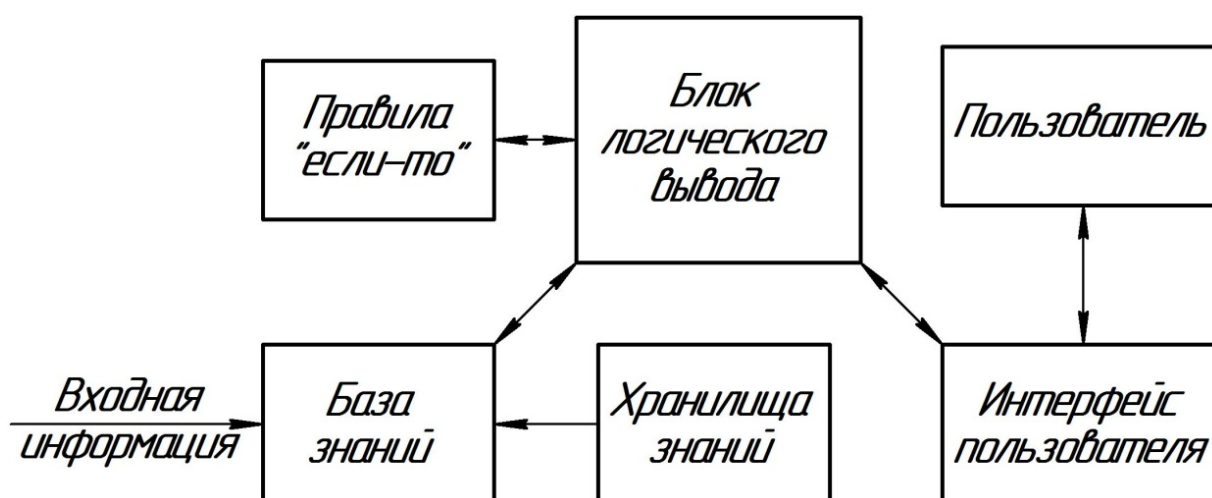 Правила
"если-то"
Блок
логического
вывода
Пользователь
Входная
информация
База
знаний
Хранилища
знаний
Интерфейс
пользователя